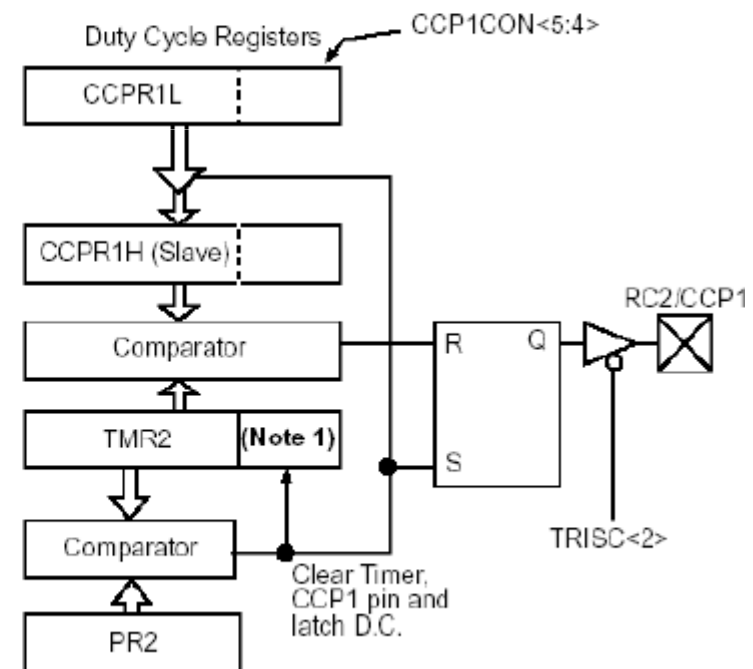 Duty Cycle Registers
CCP1CON<5:4>
CCPR1L
CCPR1H (Slave)
RC2/CCP1
Comparator
R
Q
TMR2
(Note 1)
S
Comparator
TRISC<2>
Clear Timer,
CCP1 pin and
latch D.C.
PR2